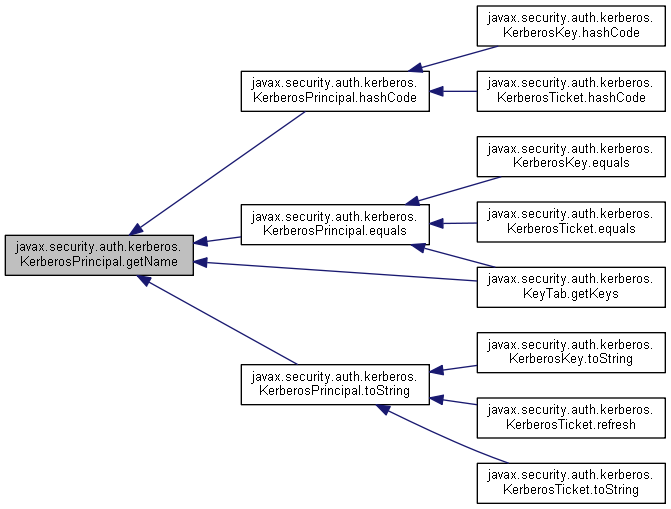 javax.security.auth.kerberos.
KerberosPrincipal.getName
javax.security.auth.kerberos.
KerberosPrincipal.hashCode
javax.security.auth.kerberos.
KerberosKey.hashCode
javax.security.auth.kerberos.
KerberosTicket.hashCode
javax.security.auth.kerberos.
KerberosPrincipal.equals
javax.security.auth.kerberos.
KerberosKey.equals
javax.security.auth.kerberos.
KerberosTicket.equals
javax.security.auth.kerberos.
KeyTab.getKeys
javax.security.auth.kerberos.
KerberosPrincipal.toString
javax.security.auth.kerberos.
KerberosKey.toString
javax.security.auth.kerberos.
KerberosTicket.refresh
javax.security.auth.kerberos.
KerberosTicket.toString